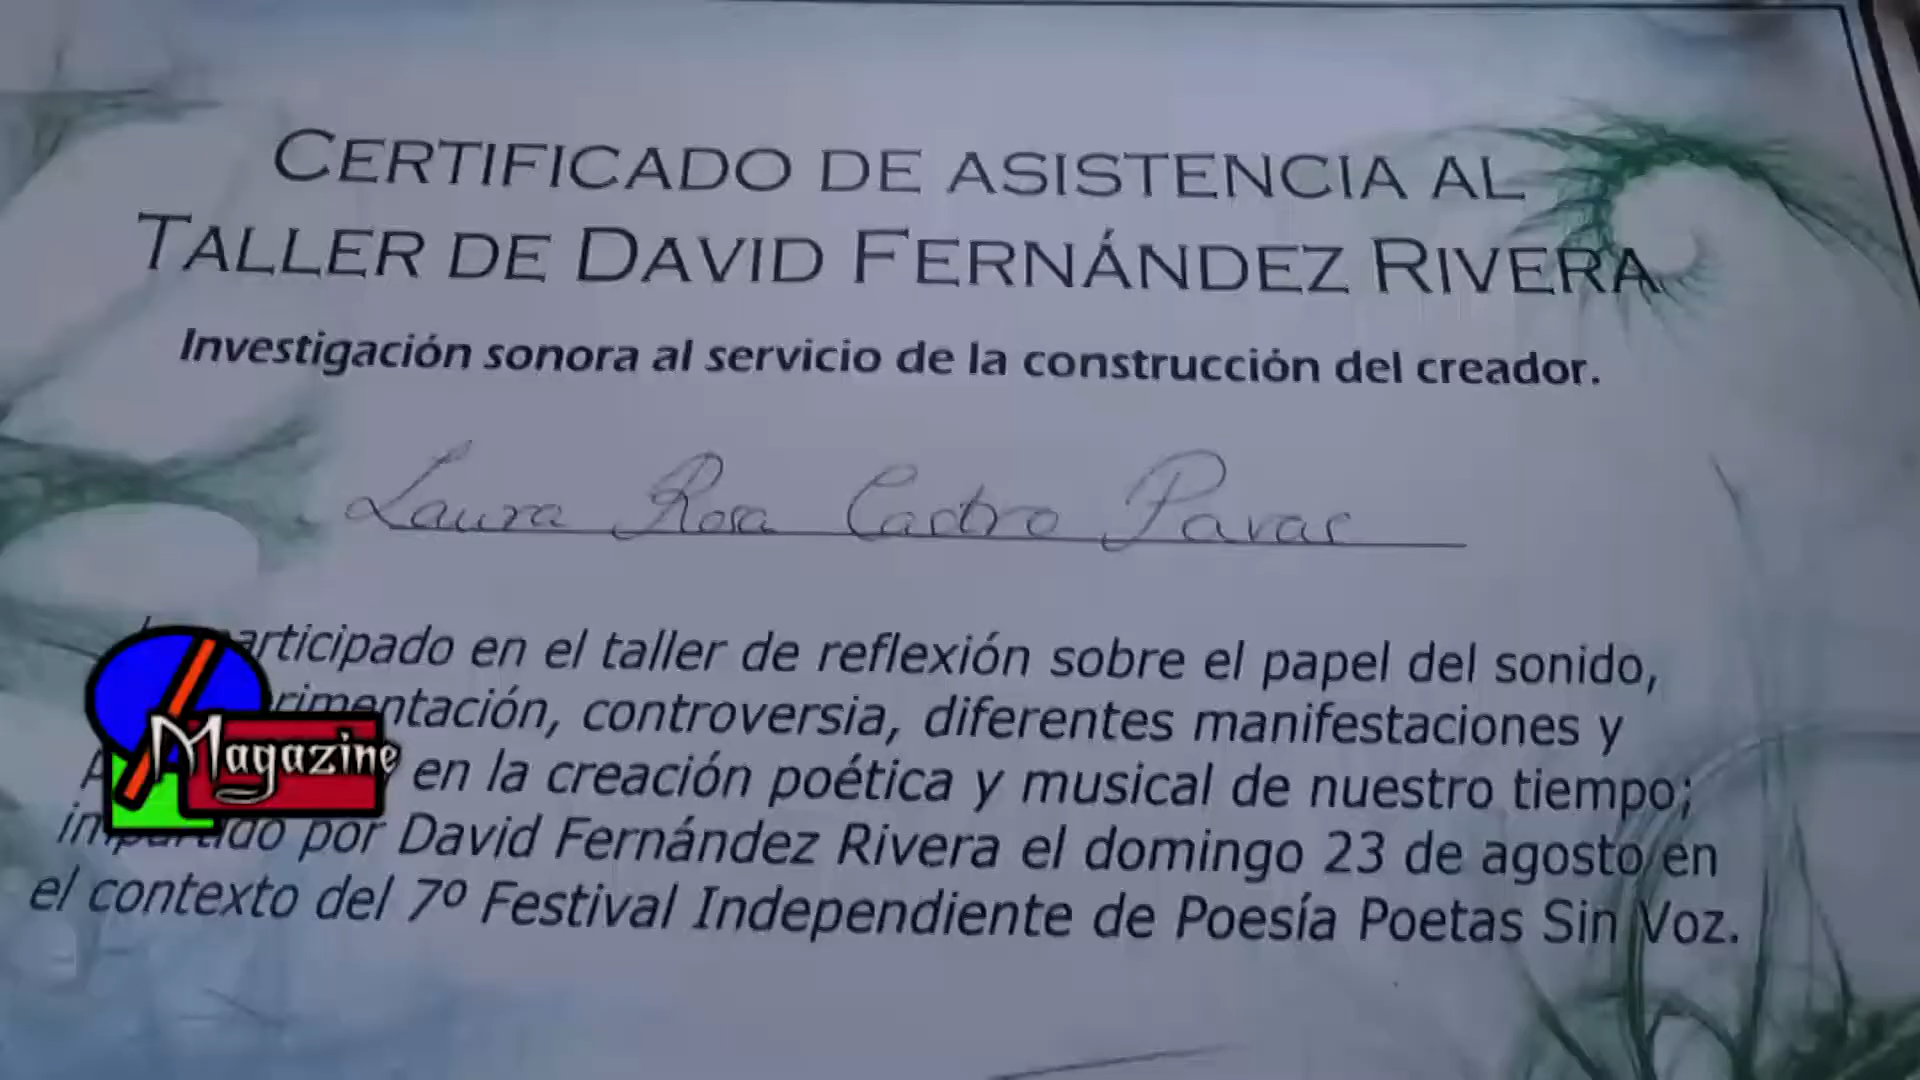 CERTIFICADO DE ASISTENCIA AL
TALLER DE DAVID FERNÁNDEZ RIVERA
Investigación sonora al servicio de la construcción del creador.
Laura Rosa Castro Pavas
en el taller de reflexión sobre el papel del sonido,
controversia, diferentes manifestaciones y
en la creación poética y musical de nuestro tiempo;
por David Fernández Rivera el domingo 23 de agosto en
el contexto del 7º Festival Independiente de Poesía Poetas Sin Voz.
Magazine